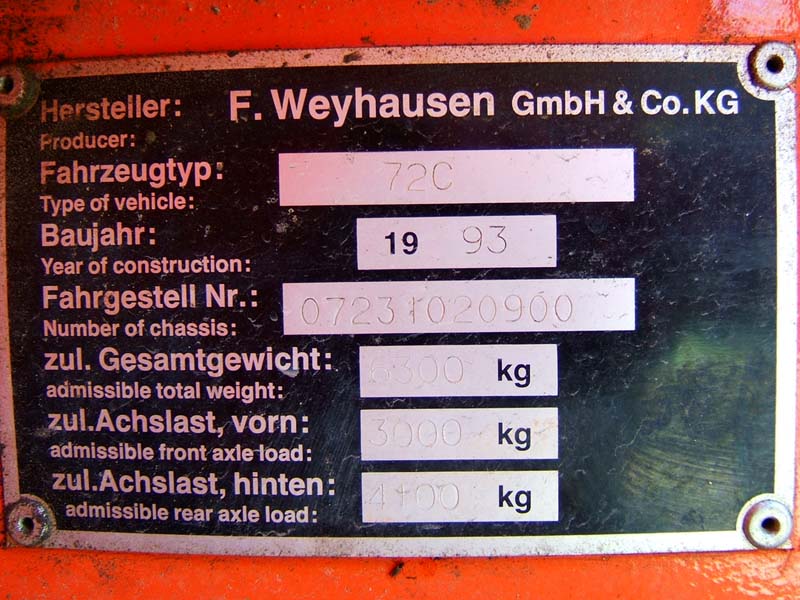 Hersteller: F. Weyhausen GmbH & Co. KG
Producer:
Fahrzeugtyp: 72C
Type of vehicle:
Baujahr: 19 93
Year of construction:
Fahrgestell Nr.: 07231020900
Number of chassis:
zul. Gesamtgewicht: 6300 kg
admissible total weight:
zul.Achslast, vorn: 3000 kg
admissible front axle load:
zul.Achslast, hinten: 4100 kg
admissible rear axle load: